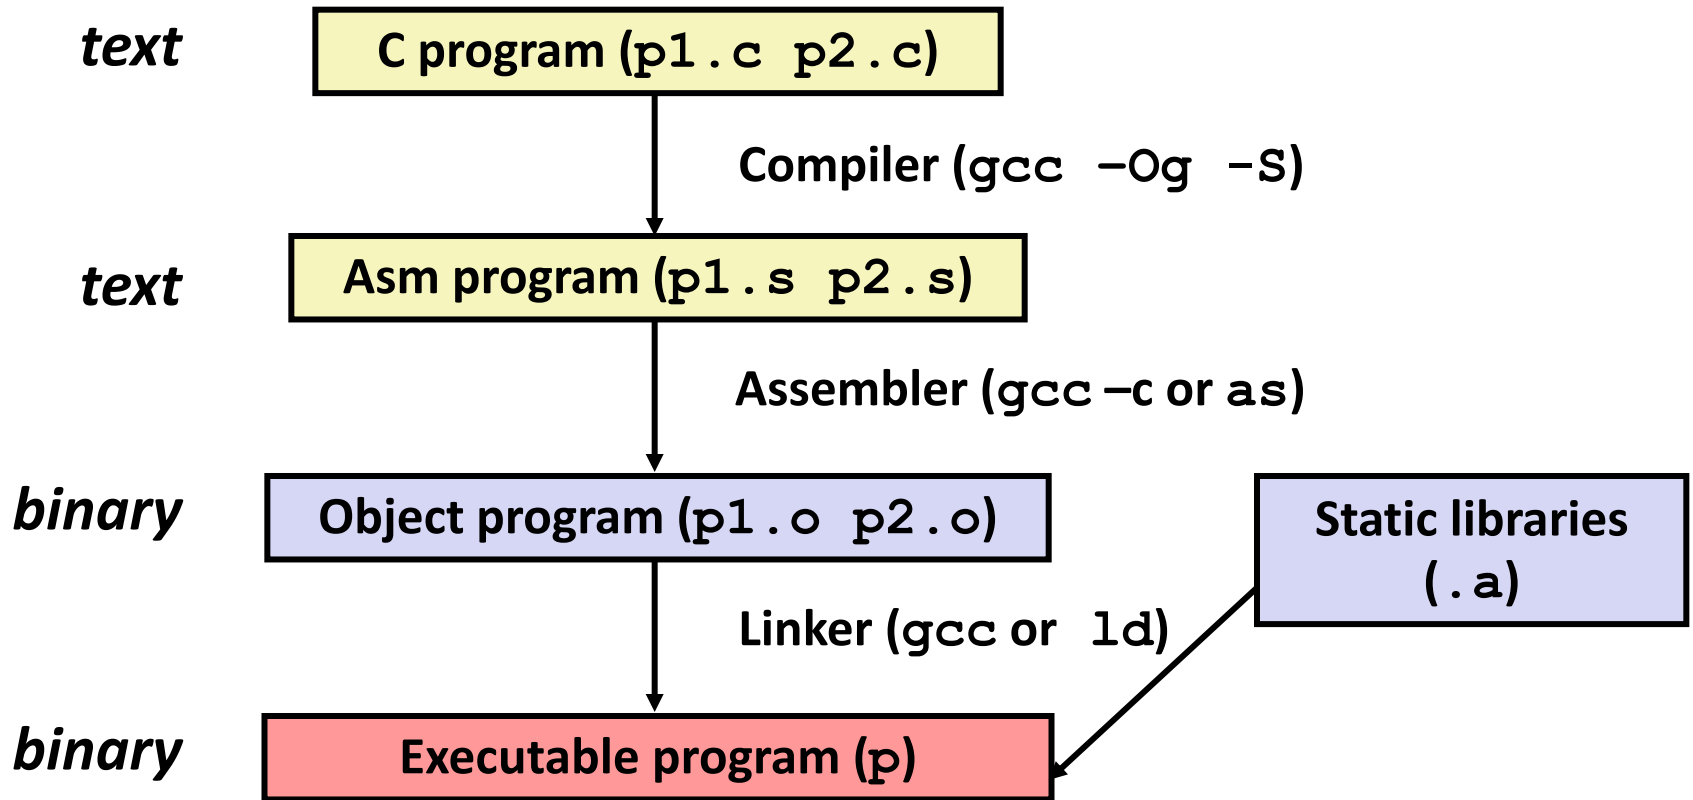 text
C program (p1.c p2.c)
Compiler (gcc –Og -S)
text
Asm program (p1.s p2.s)
Assembler (gcc –c or as)
binary
Object program (p1.o p2.o)
Static libraries
(.a)
Linker (gcc or ld)
binary
Executable program (p)